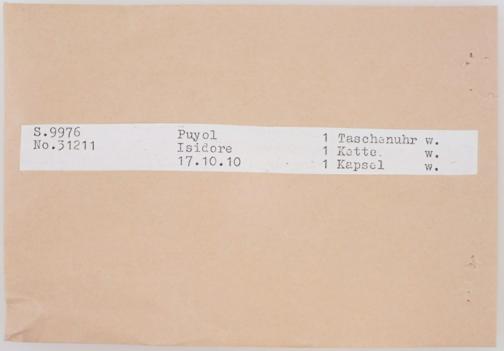 S.9976 Puyol 1 Taschenuhr w.
No.31211 Isidore 1 Kette. w.
17.10.10 1 Kapsel w.